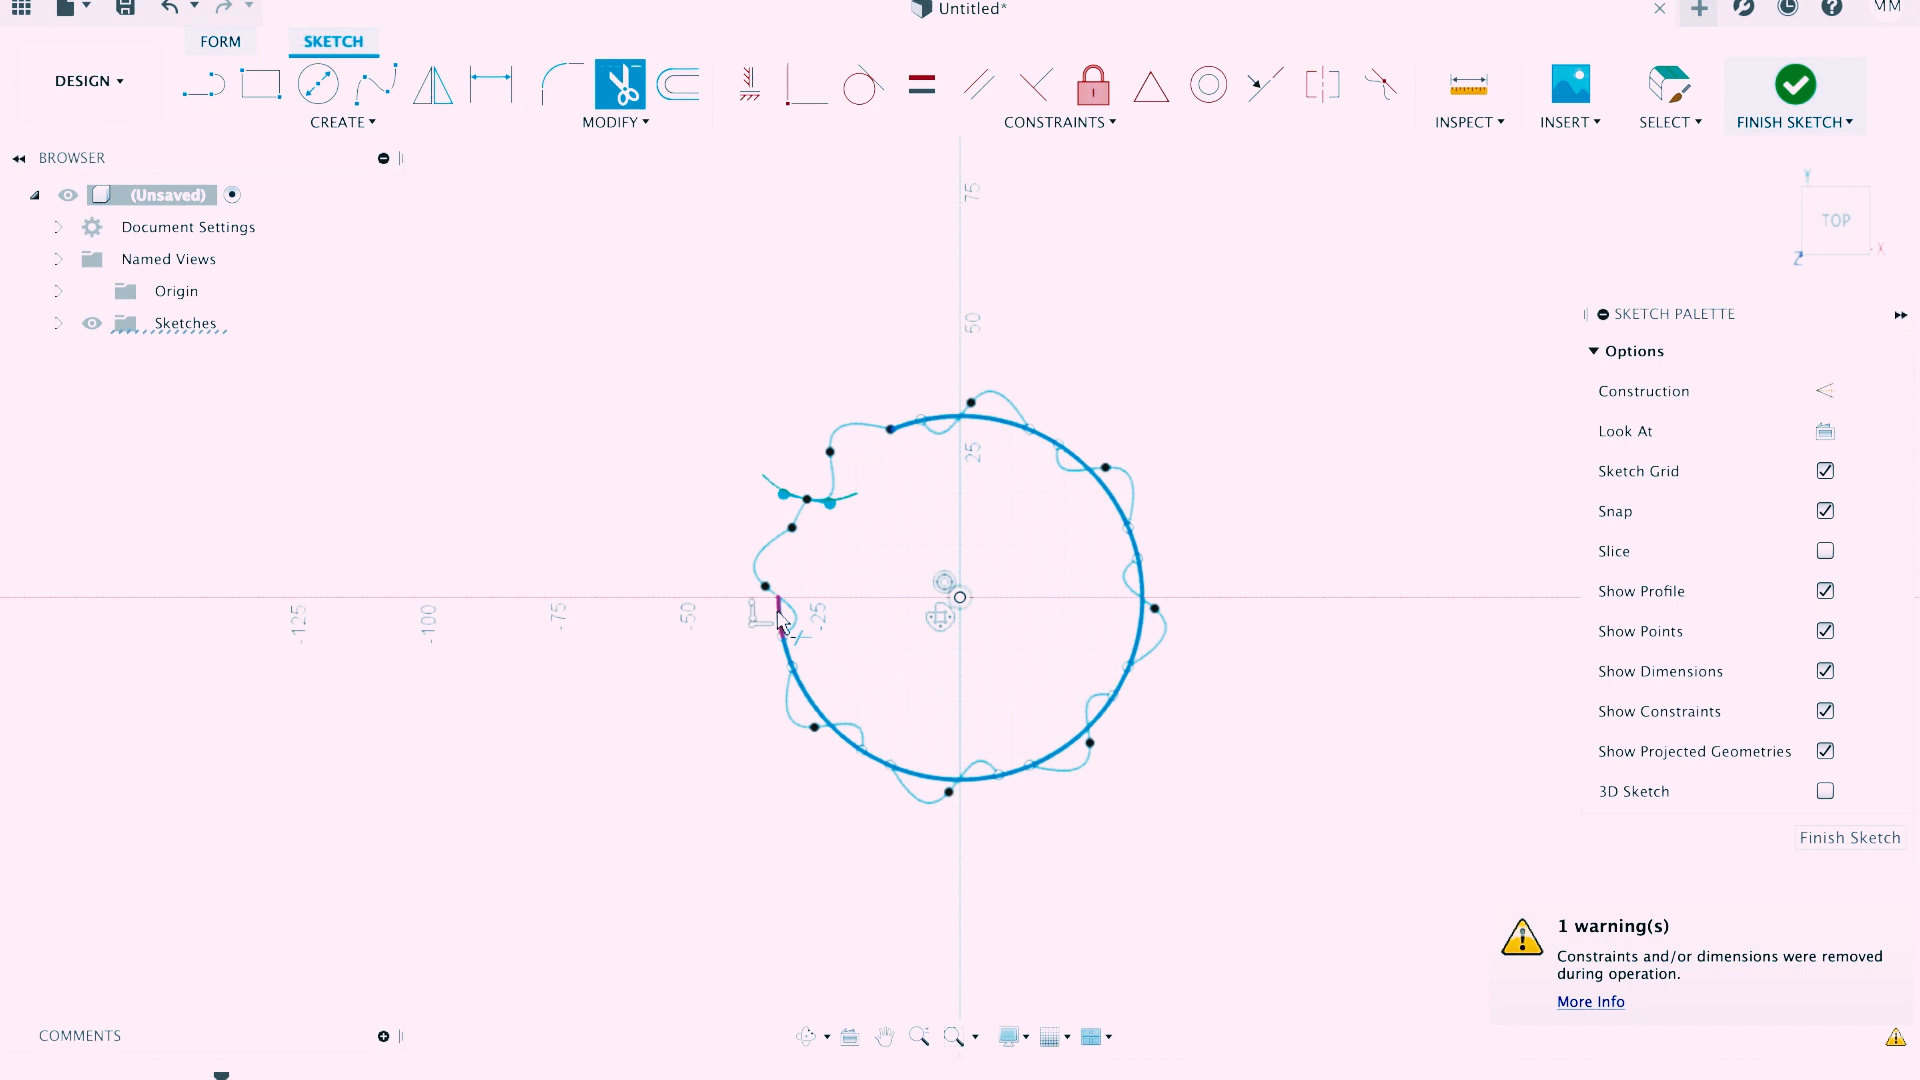 Untitled*
MM
FORM
SKETCH
DESIGN
CREATE
MODIFY
CONSTRAINTS
INSPECT
INSERT
SELECT
FINISH SKETCH
BROWSER
(Unsaved)
Document Settings
Named Views
Origin
Sketches
75
50
25
-125
-100
-75
-50
-25
Y
TOP
Z
X
SKETCH PALETTE
Options
Construction
Look At
Sketch Grid
Snap
Slice
Show Profile
Show Points
Show Dimensions
Show Constraints
Show Projected Geometries
3D Sketch
Finish Sketch
1 warning(s)
Constraints and/or dimensions were removed
during operation.
More Info
COMMENTS